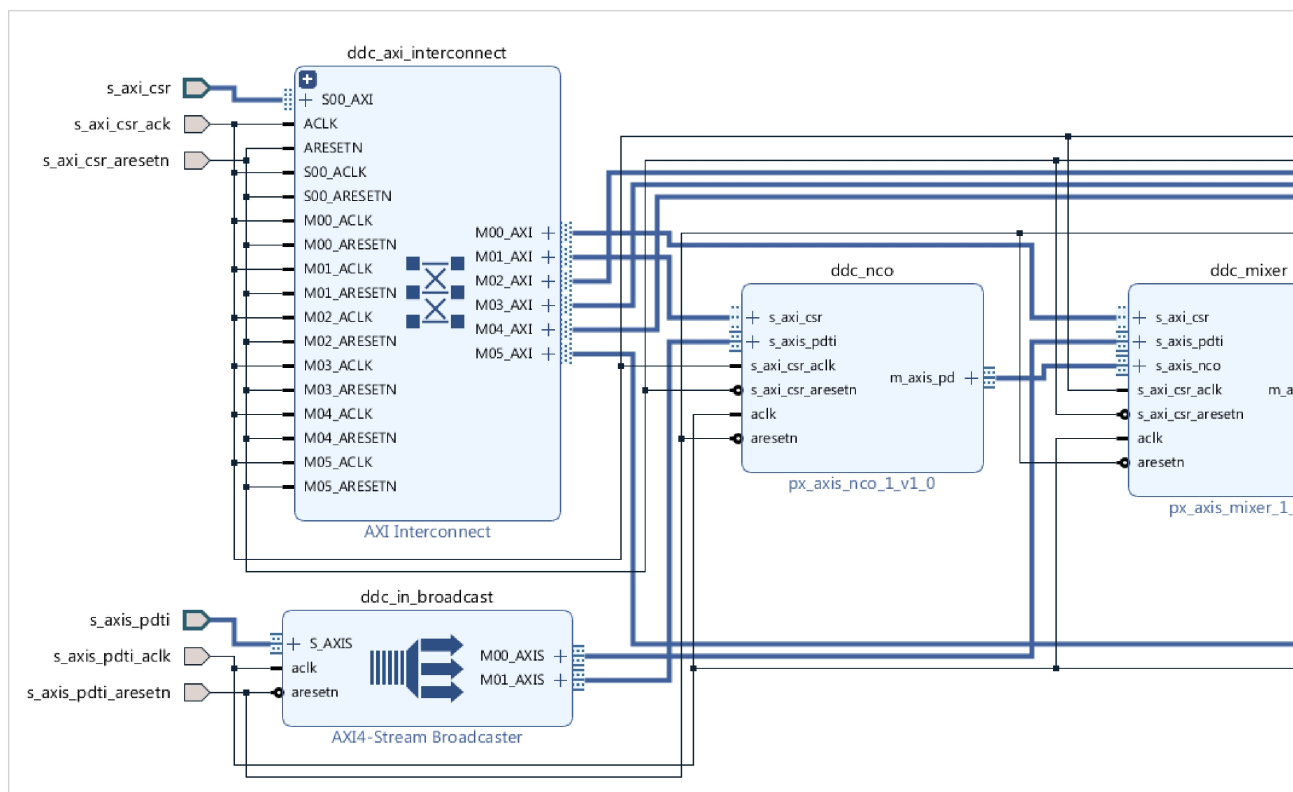 ddc_axi_interconnect
s_axi_csr
s_axi_csr_ack
s_axi_csr_aresetn
S00_AXI
ACLK
ARESETN
S00_ACLK
S00_ARESETN
M00_ACLK
M00_ARESETN
M01_ACLK
M01_ARESETN
M02_ACLK
M02_ARESETN
M03_ACLK
M03_ARESETN
M04_ACLK
M04_ARESETN
M05_ACLK
M05_ARESETN
M00_AXI
M01_AXI
M02_AXI
M03_AXI
M04_AXI
M05_AXI
AXI Interconnect
ddc_nco
s_axi_csr
s_axis_pdti
s_axi_csr_aclk
s_axi_csr_aresetn
aclk
aresetn
m_axis_pd
px_axis_nco_1_v1_0
ddc_mixer
s_axi_csr
s_axis_pdti
s_axis_nco
s_axi_csr_aclk
s_axi_csr_aresetn
aclk
aresetn
m_a
px_axis_mixer_1_
ddc_in_broadcast
s_axis_pdti
s_axis_pdti_aclk
s_axis_pdti_aresetn
S_AXIS
aclk
aresetn
M00_AXIS
M01_AXIS
AXI4-Stream Broadcaster